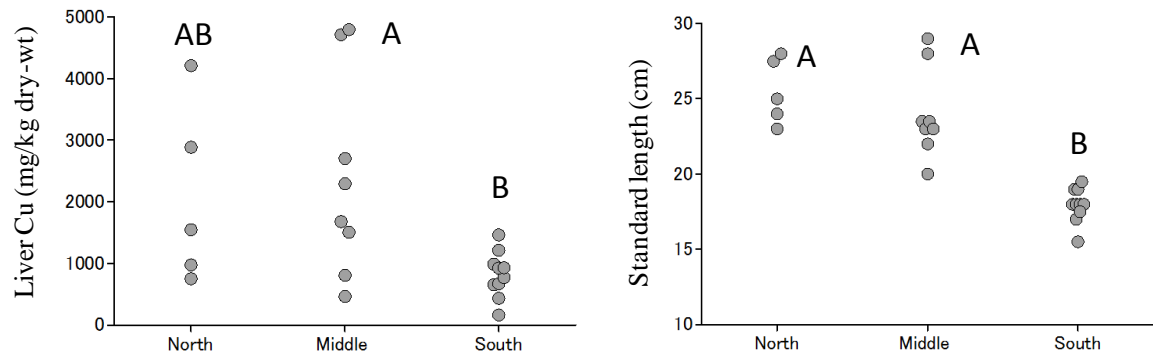 Liver Cu (mg/kg dry-wt)
5000
4000
3000
2000
1000
0
AB
A
B
North Middle South
Standard length (cm)
30
25
20
15
10
A
A
B
North Middle South